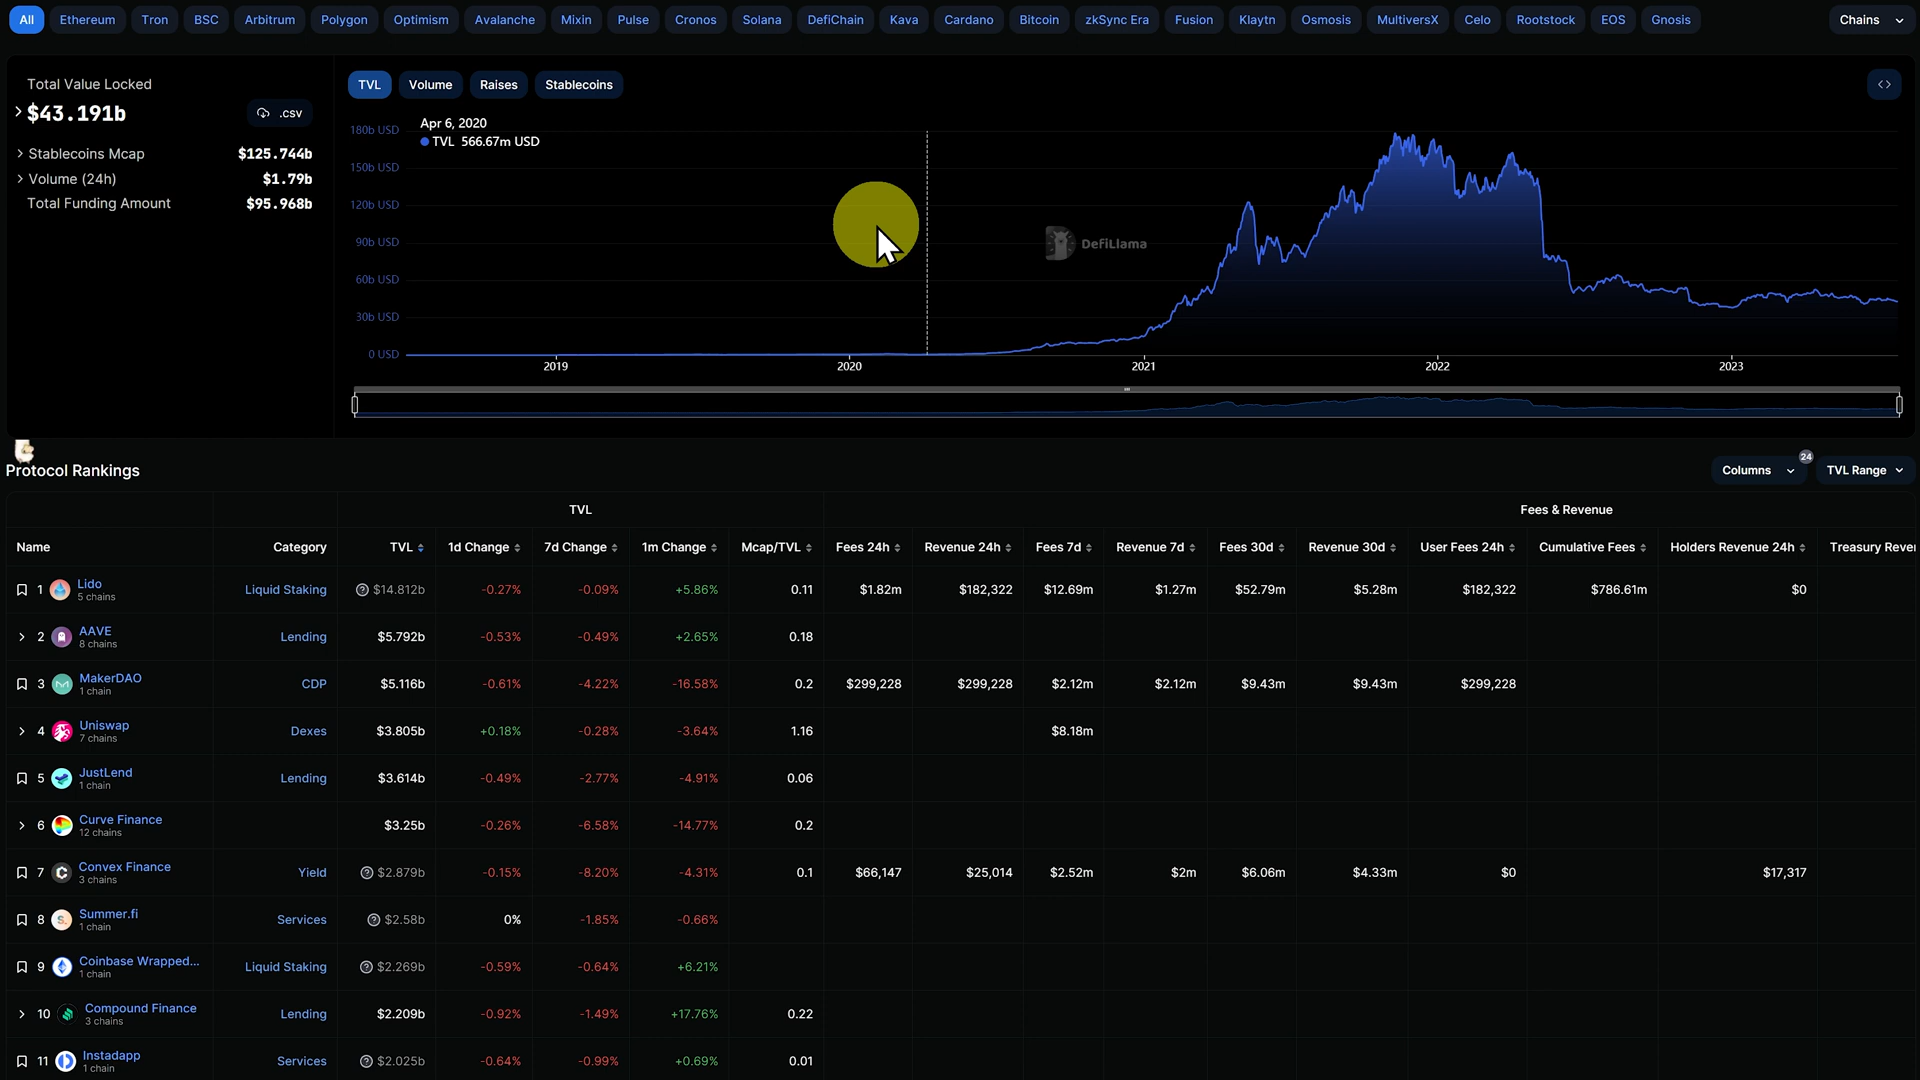 All Ethereum Tron BSC Arbitrum Polygon Optimism Avalanche Mixin Pulse Cronos Solana DefiChain Kava Cardano Bitcoin zkSync Era Fusion Klaytn Osmosis MultiversX Celo Rootstock EOS Gnosis Chains
Total Value Locked
$43.191b .csv
Stablecoins Mcap $125.744b
Volume (24h) $1.79b
Total Funding Amount $95.968b
TVL Volume Raises Stablecoins
Apr 6, 2020
TVL 566.67m USD
180b USD
150b USD
120b USD
90b USD
60b USD
30b USD
0 USD
DefiLlama
2019 2020 2021 2022 2023
Protocol Rankings
Columns 24 TVL Range
TVL Fees & Revenue
Name Category TVL 1d Change 7d Change 1m Change Mcap/TVL Fees 24h Revenue 24h Fees 7d Revenue 7d Fees 30d Revenue 30d User Fees 24h Cumulative Fees Holders Revenue 24h Treasury Rever
1 Lido Liquid Staking $14.812b -0.27% -0.09% +5.86% 0.11 $1.82m $182,322 $12.69m $1.27m $52.79m $5.28m $182,322 $786.61m $0
5 chains
2 AAVE Lending $5.792b -0.53% -0.49% +2.65% 0.18
8 chains
3 MakerDAO CDP $5.116b -0.61% -4.22% -16.58% 0.2 $299,228 $299,228 $2.12m $2.12m $9.43m $9.43m $299,228
1 chain
4 Uniswap Dexes $3.805b +0.18% -0.28% -3.64% 1.16 $8.18m
7 chains
5 JustLend Lending $3.614b -0.49% -2.77% -4.91% 0.06
1 chain
6 Curve Finance $3.25b -0.26% -6.58% -14.77% 0.2
12 chains
7 Convex Finance Yield $2.879b -0.15% -8.20% -4.31% 0.1 $66,147 $25,014 $2.52m $2m $6.06m $4.33m $0 $17,317
3 chains
8 Summer.fi Services $2.58b 0% -1.85% -0.66%
1 chain
9 Coinbase Wrapped... Liquid Staking $2.269b -0.59% -0.64% +6.21%
1 chain
10 Compound Finance Lending $2.209b -0.92% -1.49% +17.76% 0.22
3 chains
11 Instadapp Services $2.025b -0.64% -0.99% +0.69% 0.01
1 chain